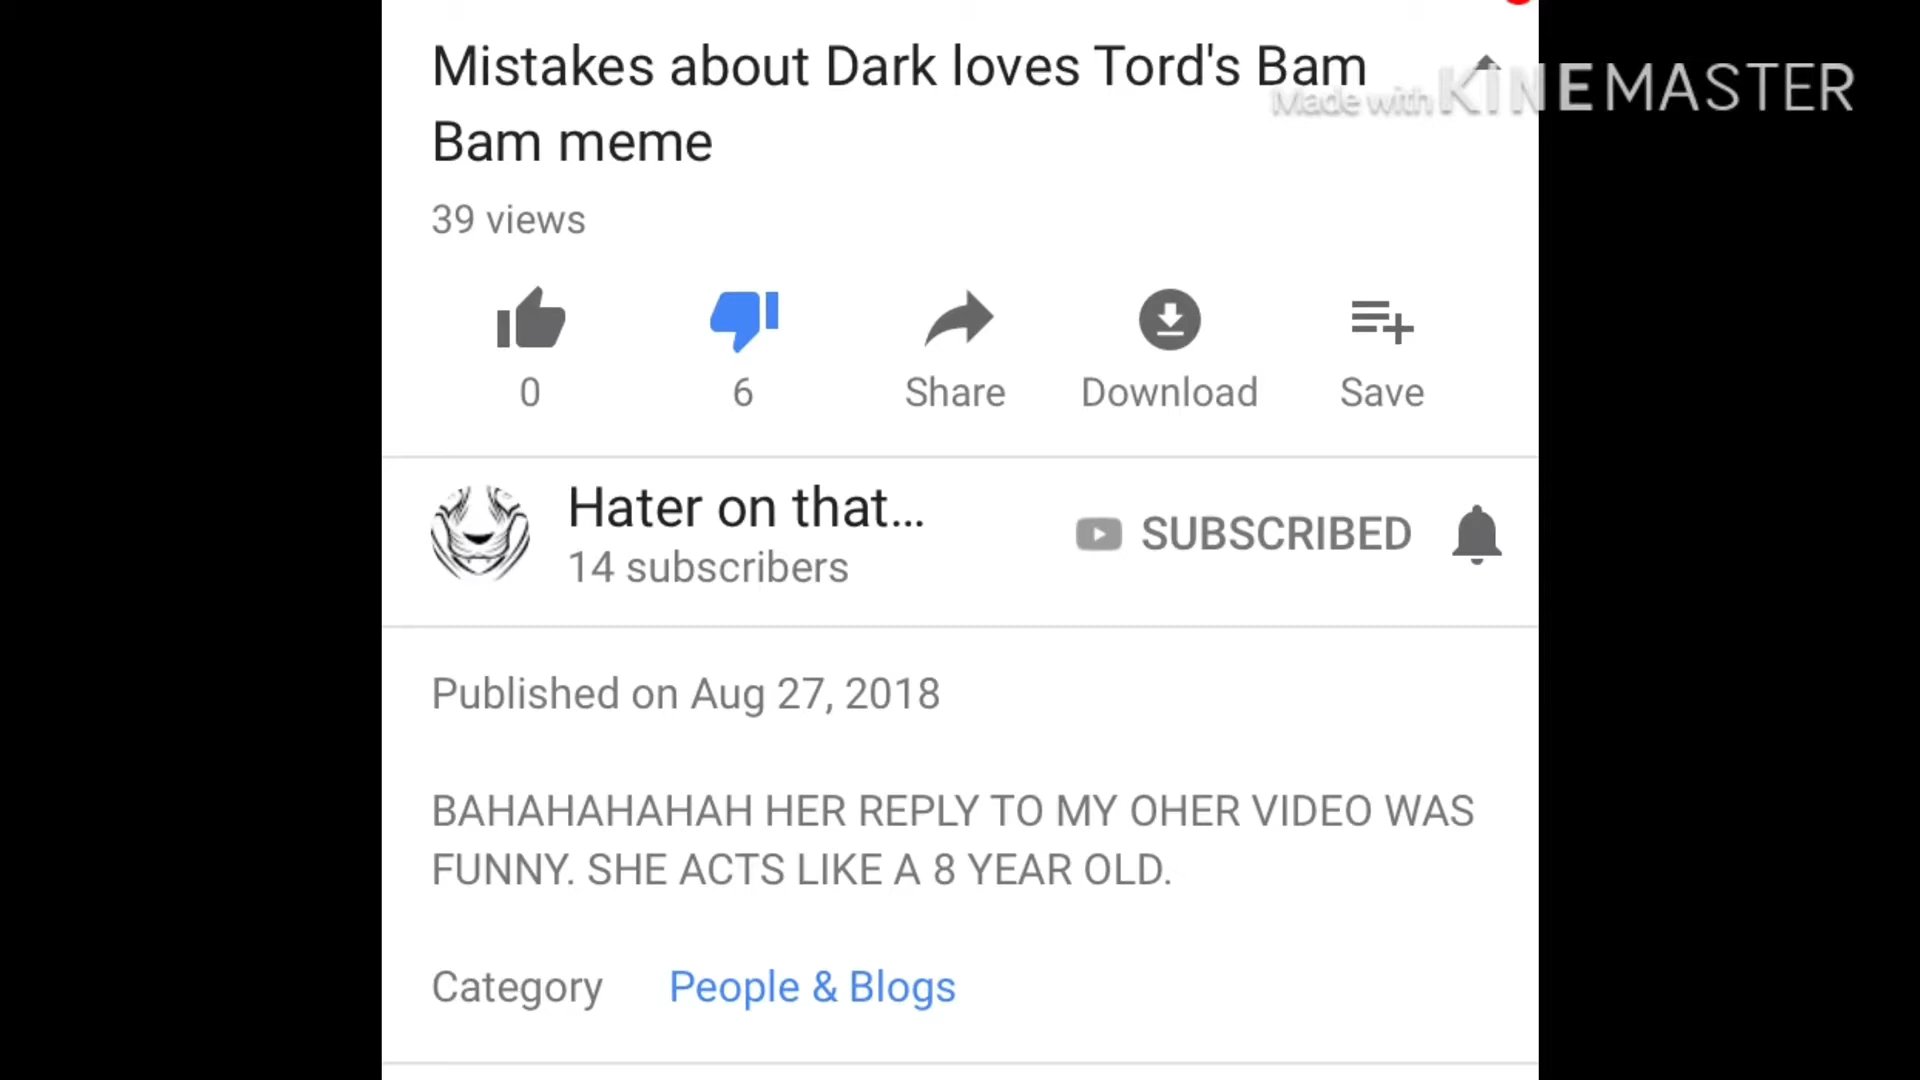 Mistakes about Dark loves Tord's Bam
Bam meme
Made with KINEMASTER
39 views
0
6
Share
Download
Save
Hater on that...
14 subscribers
SUBSCRIBED
Published on Aug 27, 2018
BAHAHAHAHAH HER REPLY TO MY OHER VIDEO WAS
FUNNY. SHE ACTS LIKE A 8 YEAR OLD.
Category People & Blogs